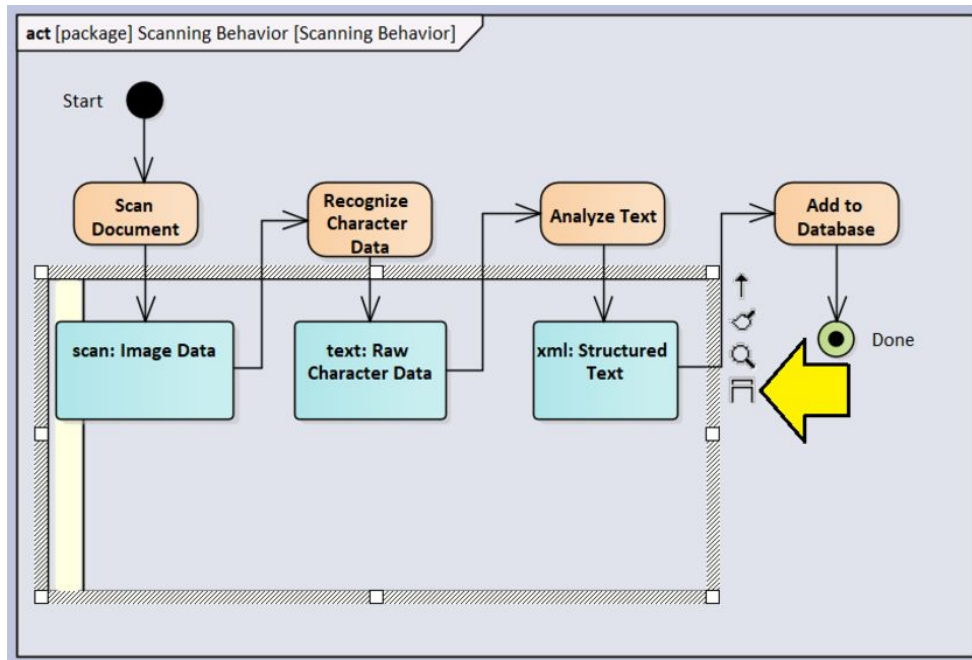 act [package] Scanning Behavior [Scanning Behavior]
Start
Scan
Document
Recognize
Character
Data
Analyze Text
Add to
Database
scan: Image Data
text: Raw
Character Data
xml: Structured
Text
Done